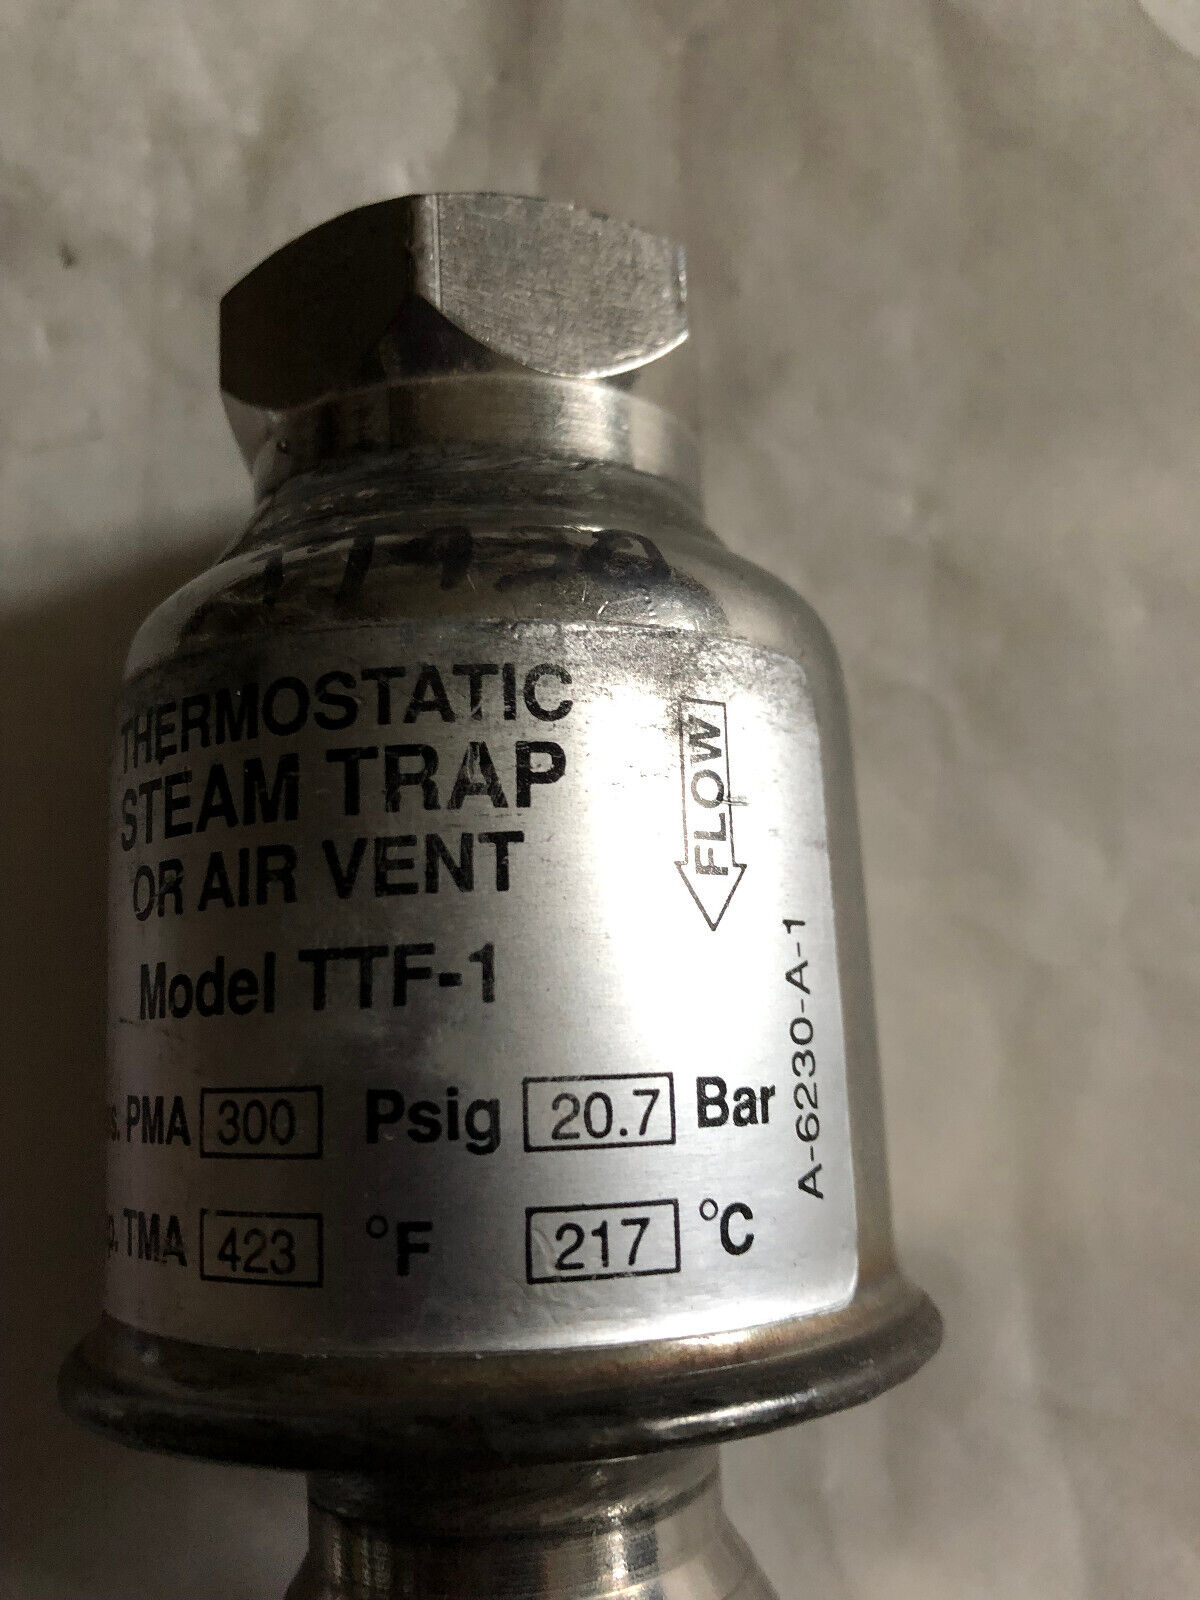 THERMOSTATIC
STEAM TRAP
OR AIR VENT
Model TTF-1
FLOW
s. PMA 300 Psig 20.7 Bar
p. TMA 423 °F 217 °C
A-6230-A-1